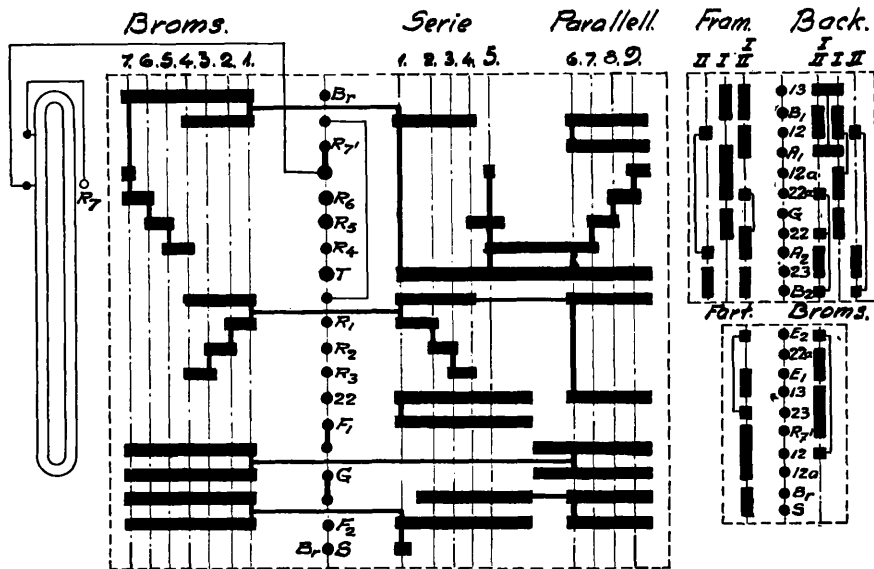 Broms. Serie Parallell. Fram. Back.
7. 6. 5. 4. 3. 2. 1. 1. 2. 3. 4. 5. 6. 7. 8. 9. II I I II I II I II
Br
R7'
R7
R6
R5
R4
T
R1
R2
R3
22
F1
G
F2
Br S
13
B1
12
A1
12a
22a
G
22
A2
23
B2
Fart. Broms.
E2
22a
E1
13
23
R7'
12
12a
Br
S